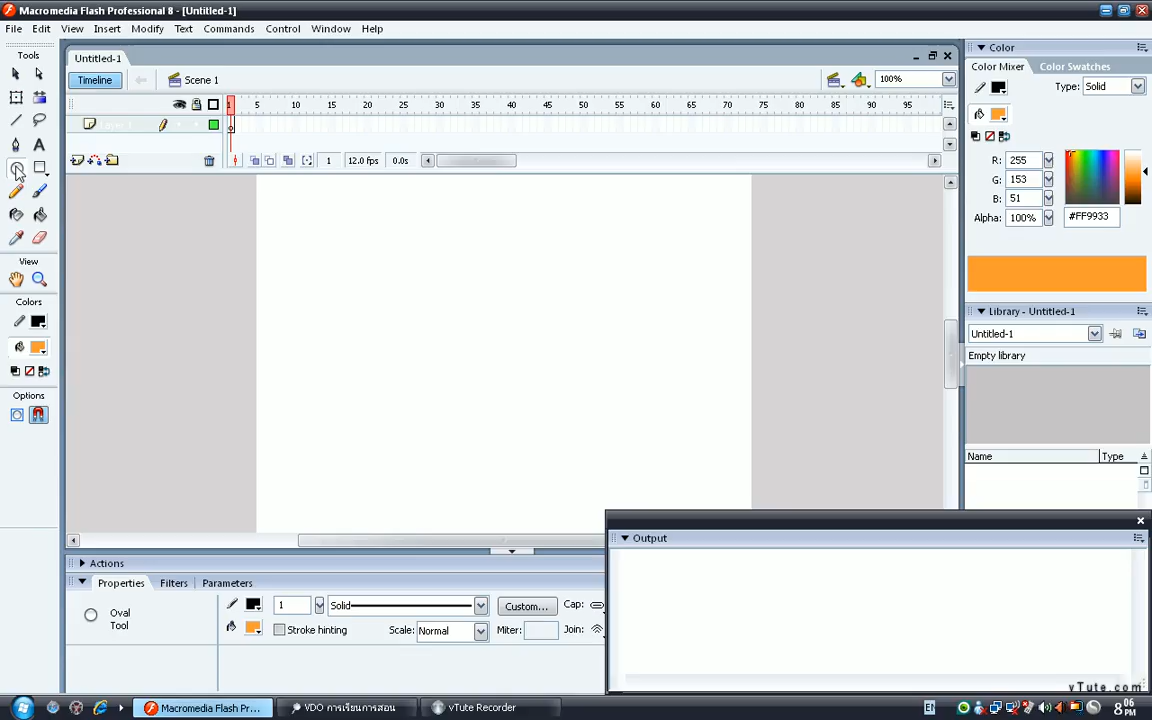 Macromedia Flash Professional 8 - [Untitled-1]
File Edit View Insert Modify Text Commands Control Window Help
Tools
Untitled-1
Timeline
Scene 1
100%
1 5 10 15 20 25 30 35 40 45 50 55 60 65 70 75 80 85 90 95
1 12.0 fps 0.0s
View
Colors
Options
Color
Color Mixer Color Swatches
Type: Solid
R: 255
G: 153
B: 51
Alpha: 100% #FF9933
Library - Untitled-1
Untitled-1
Empty library
Name Type
Output
Actions
Properties Filters Parameters
Oval
Tool
1 Solid Custom... Cap:
Stroke hinting Scale: Normal Miter: Join:
vTute.com
Macromedia Flash Pr... VDO การเรียนการสอน vTute Recorder EN 8 06 PM